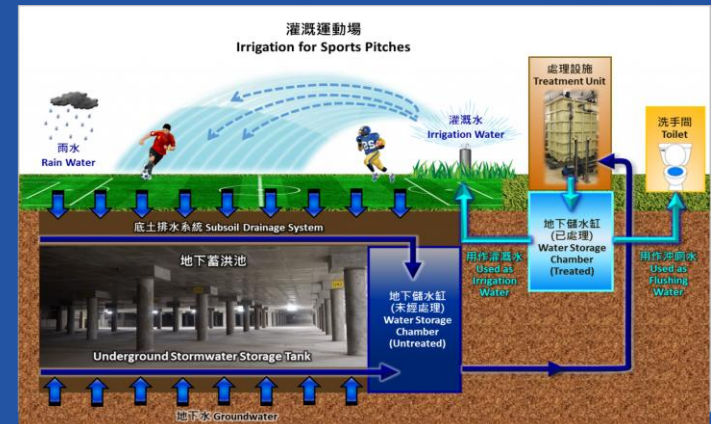 灌溉運動場
Irrigation for Sports Pitches
雨水
Rain Water
灌溉水
Irrigation Water
處理設施
Treatment Unit
洗手間
Toilet
底土排水系統 Subsoil Drainage System
地下蓄洪池
Underground Stormwater Storage Tank
地下儲水缸
(未經處理)
Water Storage
Chamber
(Untreated)
用作灌溉水
Used as
Irrigation
Water
地下儲水缸
(已處理)
Water Storage
Chamber
(Treated)
用作沖廁水
Used as
Flushing
Water
地下水 Groundwater